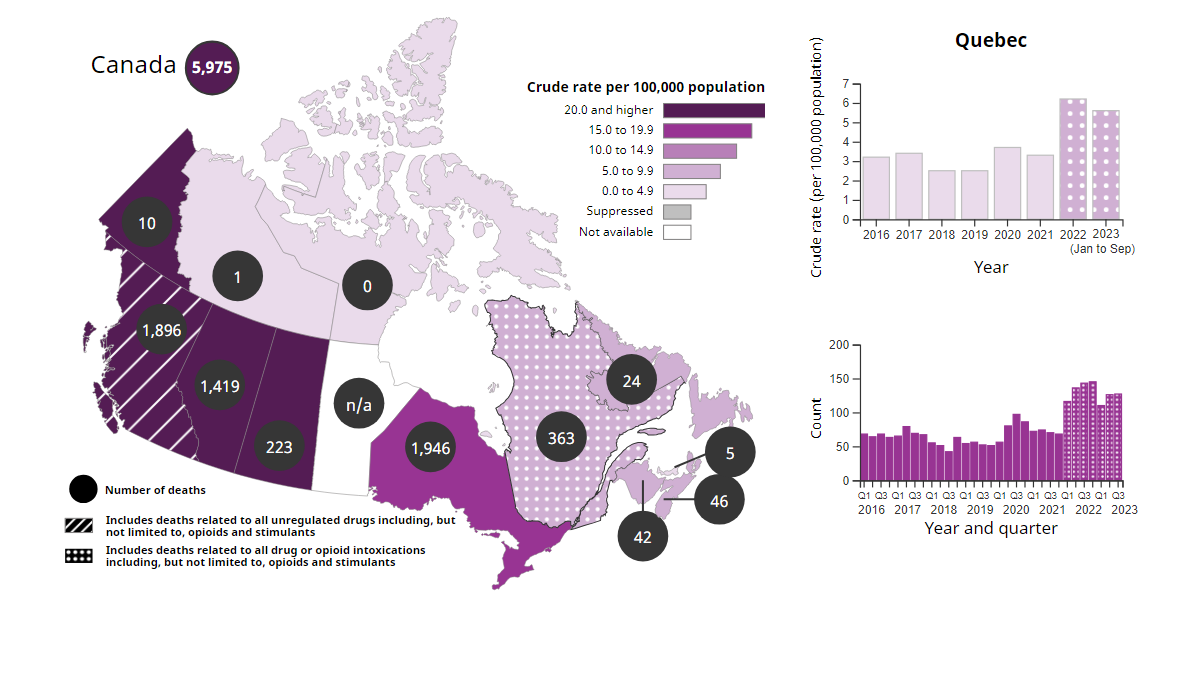 Canada
5,975
Crude rate per 100,000 population
20.0 and higher
15.0 to 19.9
10.0 to 14.9
5.0 to 9.9
0.0 to 4.9
Suppressed
Not available
10
1
0
1,896
1,419
223
n/a
1,946
363
24
5
46
42
Number of deaths
Includes deaths related to all unregulated drugs including, but
not limited to, opioids and stimulants
Includes deaths related to all drug or opioid intoxications
including, but not limited to, opioids and stimulants
Quebec
Crude rate (per 100,000 population)
7
6
5
4
3
2
1
0
2016 2017 2018 2019 2020 2021 2022 2023
(Jan to Sep)
Year
Count
200
150
100
50
0
Q1 Q3 Q1 Q3 Q1 Q3 Q1 Q3 Q1 Q3 Q1 Q3 Q1 Q3 Q1 Q3
2016 2017 2018 2019 2020 2021 2022 2023
Year and quarter